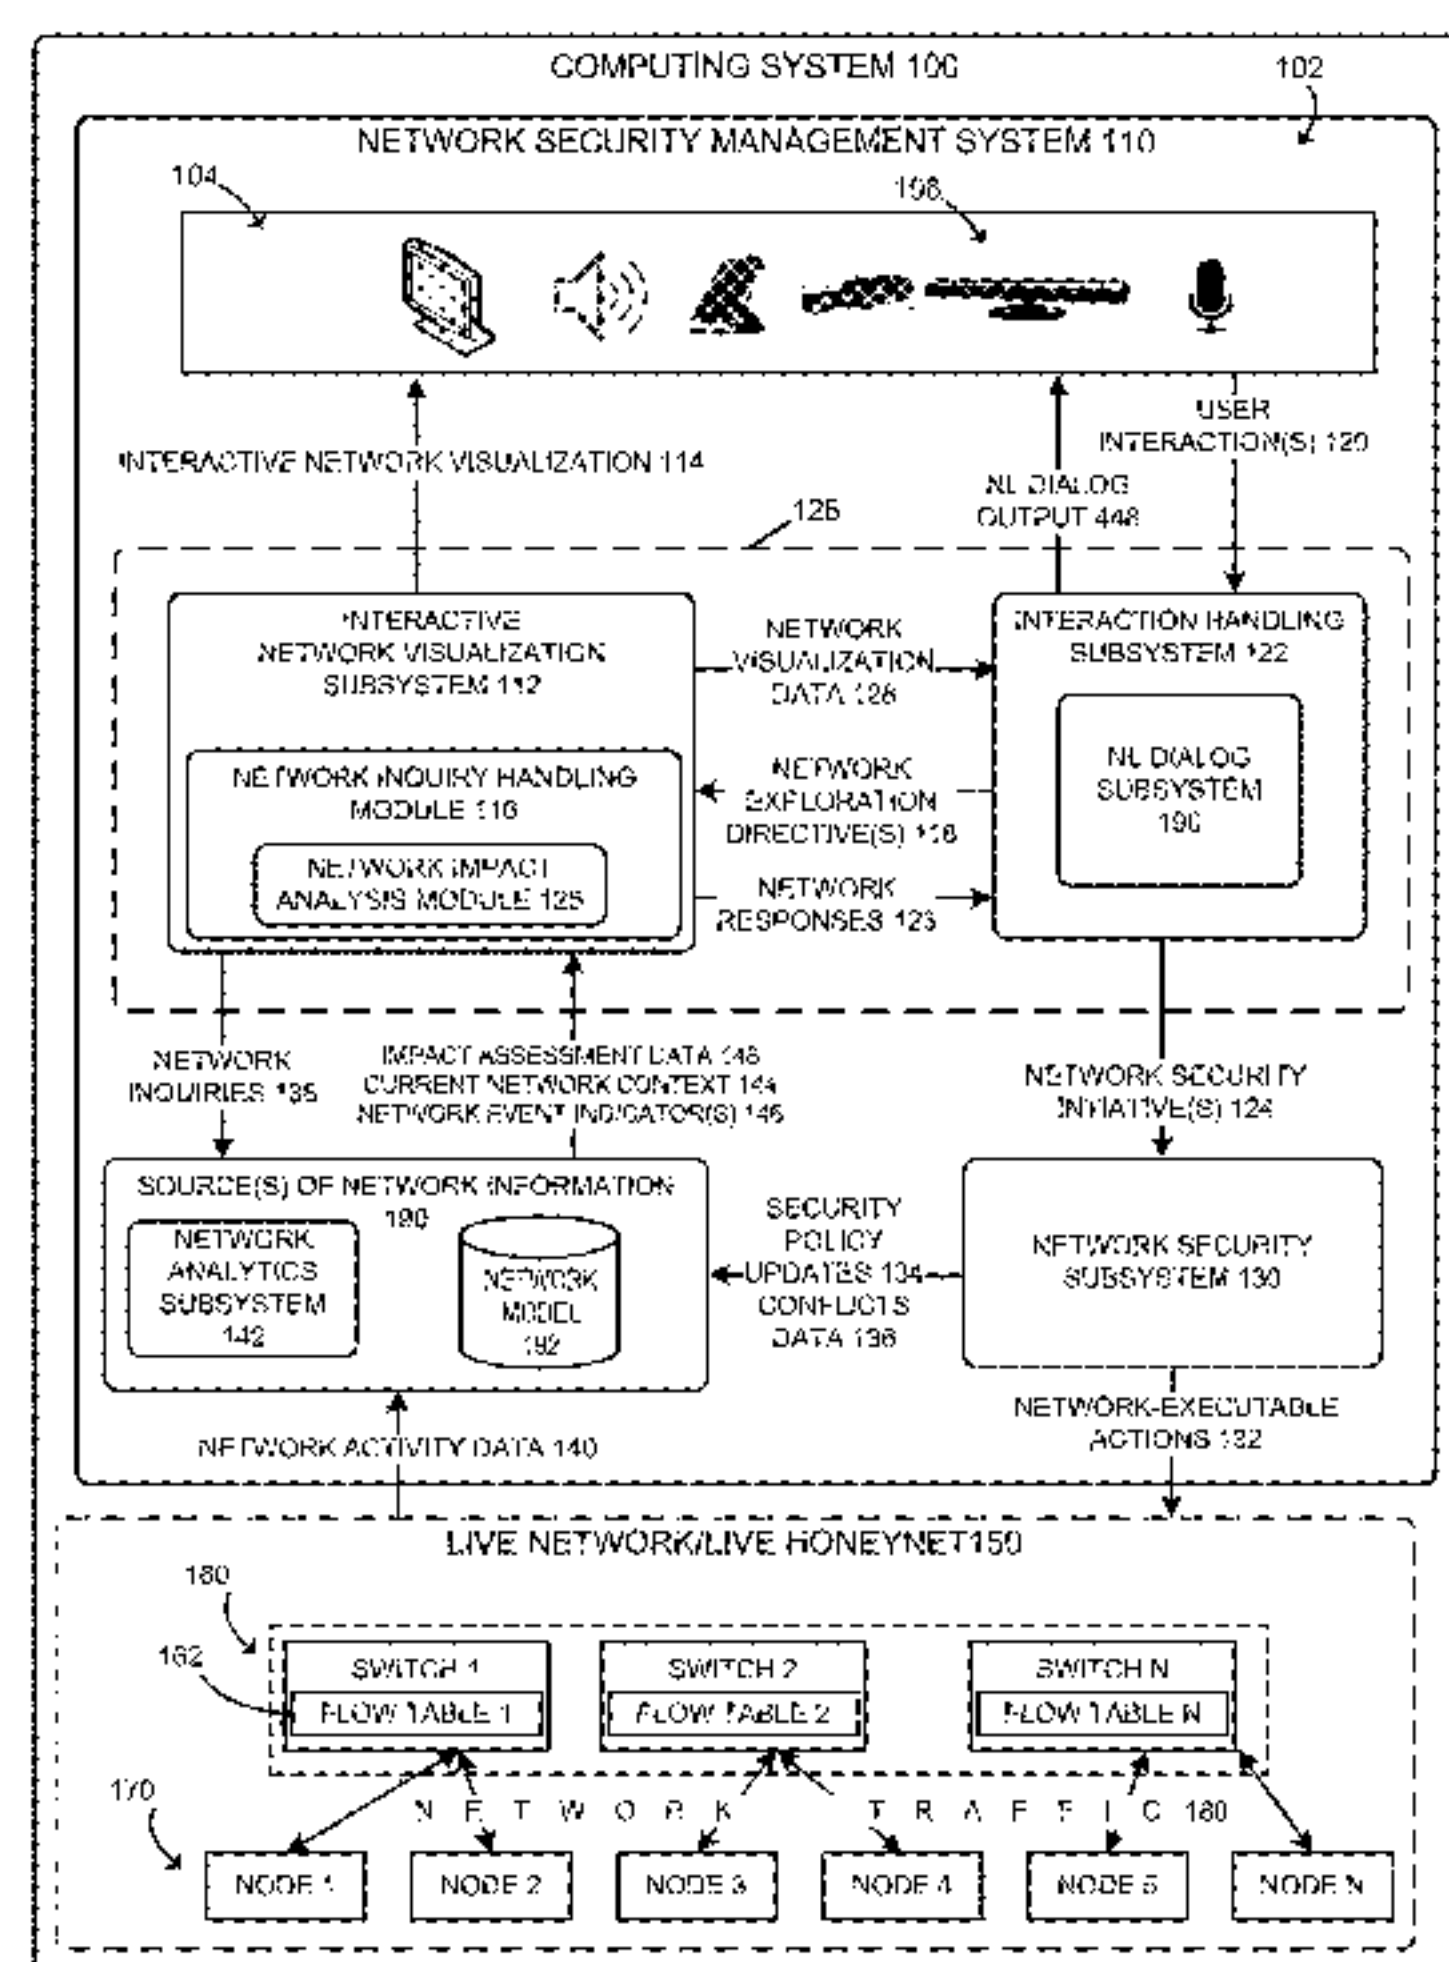 COMPUTING SYSTEM 100
102
NETWORK SECURITY MANAGEMENT SYSTEM 110
104
108
USER
INTERACTION(S) 120
INTERACTIVE NETWORK VISUALIZATION 114
NL DIALOG
OUTPUT 448
126
INTERACTIVE
NETWORK VISUALIZATION
SUBSYSTEM 112
NETWORK
VISUALIZATION
DATA 128
INTERACTION HANDLING
SUBSYSTEM 122
NETWORK INQUIRY HANDLING
MODULE 116
NETWORK IMPACT
ANALYSIS MODULE 125
NETWORK
EXPLORATION
DIRECTIVE(S) 118
NL DIALOG
SUBSYSTEM
190
NETWORK
RESPONSES 123
NETWORK
INQUIRIES 138
IMPACT ASSESSMENT DATA 148
CURRENT NETWORK CONTEXT 144
NETWORK EVENT INDICATOR(S) 146
NETWORK SECURITY
INITIATIVE(S) 124
SOURCE(S) OF NETWORK INFORMATION
190
NETWORK
ANALYTICS
SUBSYSTEM
142
NETWORK
MODEL
192
SECURITY
POLICY
UPDATES 134
CONFLICTS
DATA 136
NETWORK SECURITY
SUBSYSTEM 130
NETWORK-EXECUTABLE
ACTIONS 132
NETWORK ACTIVITY DATA 140
LIVE NETWORK/LIVE HONEYNET150
160
162
SWITCH 1
FLOW TABLE 1
SWITCH 2
FLOW TABLE 2
SWITCH N
FLOW TABLE N
170
NETWORK TRAFFIC 180
NODE 1
NODE 2
NODE 3
NODE 4
NODE 5
NODE N